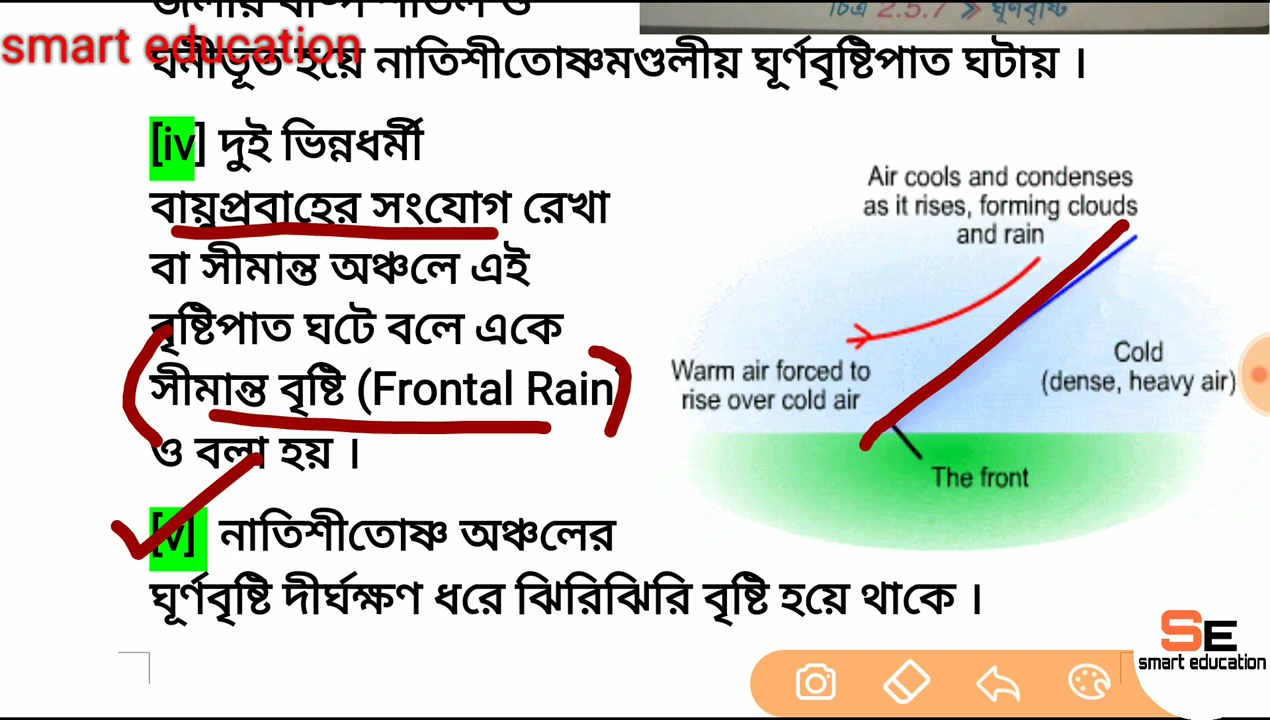 জলীয় বাষ্প শীতল ও
চিত্র 2.5.7 ➢ ঘূর্ণবৃষ্টি
smart education
ঘনীভূত হয়ে নাতিশীতোষ্ণমণ্ডলীয় ঘূর্ণবৃষ্টিপাত ঘটায় ।
[iv] দুই ভিন্নধর্মী
বায়ুপ্রবাহের সংযোগ রেখা
বা সীমান্ত অঞ্চলে এই
বৃষ্টিপাত ঘটে বলে একে
সীমান্ত বৃষ্টি (Frontal Rain)
ও বলা হয় ।
[v] নাতিশীতোষ্ণ অঞ্চলের
ঘূর্ণবৃষ্টি দীর্ঘক্ষণ ধরে ঝিরিঝিরি বৃষ্টি হয়ে থাকে ।
Air cools and condenses
as it rises, forming clouds
and rain
Warm air forced to
rise over cold air
Cold
(dense, heavy air)
The front
SE
smart education